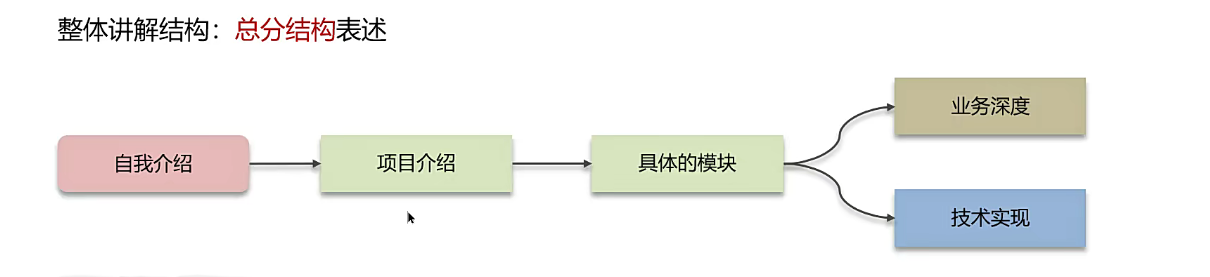 整体讲解结构：总分结构表述
业务深度
自我介绍
项目介绍
具体的模块
技术实现